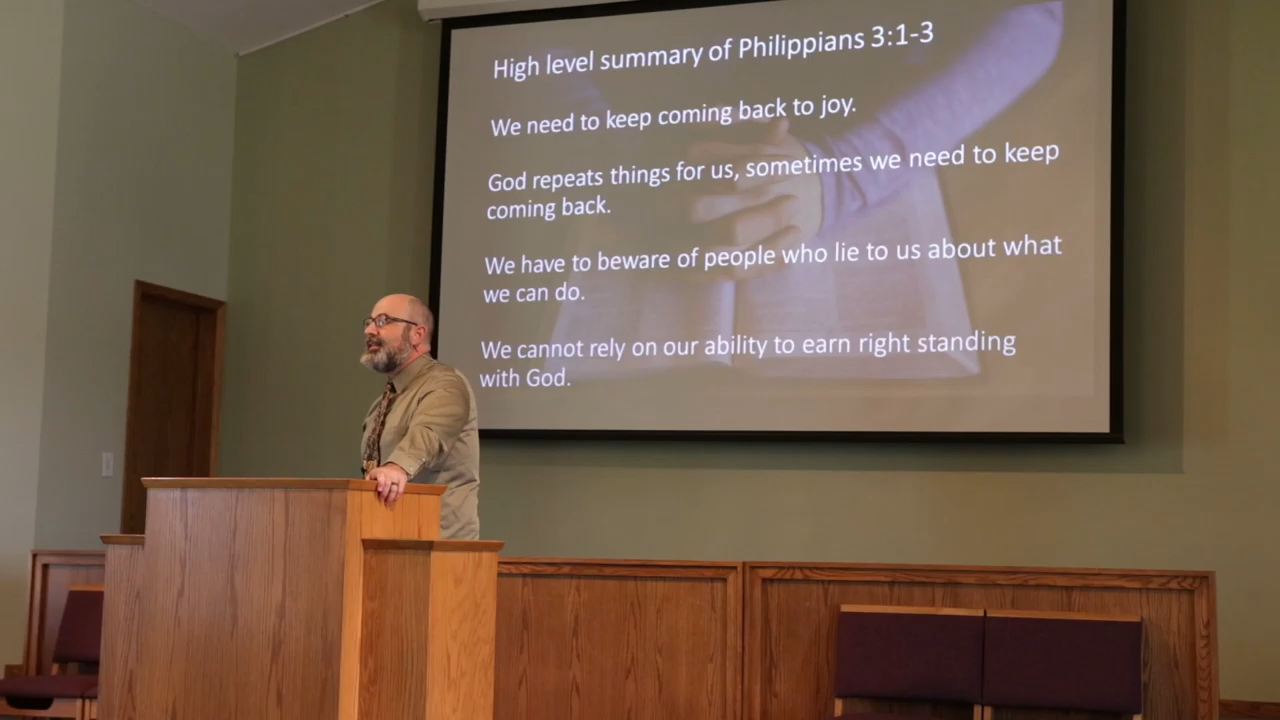 High level summary of Philippians 3:1-3
We need to keep coming back to joy.
God repeats things for us, sometimes we need to keep
coming back.
We have to beware of people who lie to us about what
we can do.
We cannot rely on our ability to earn right standing
with God.